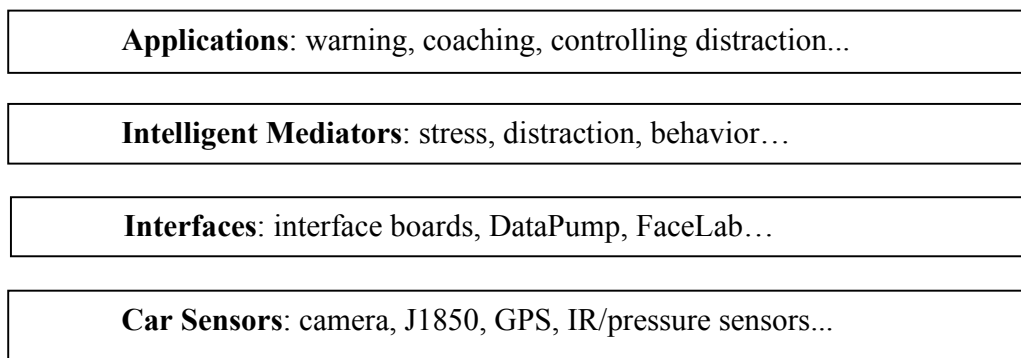 Applications: warning, coaching, controlling distraction...
Intelligent Mediators: stress, distraction, behavior…
Interfaces: interface boards, DataPump, FaceLab…
Car Sensors: camera, J1850, GPS, IR/pressure sensors...